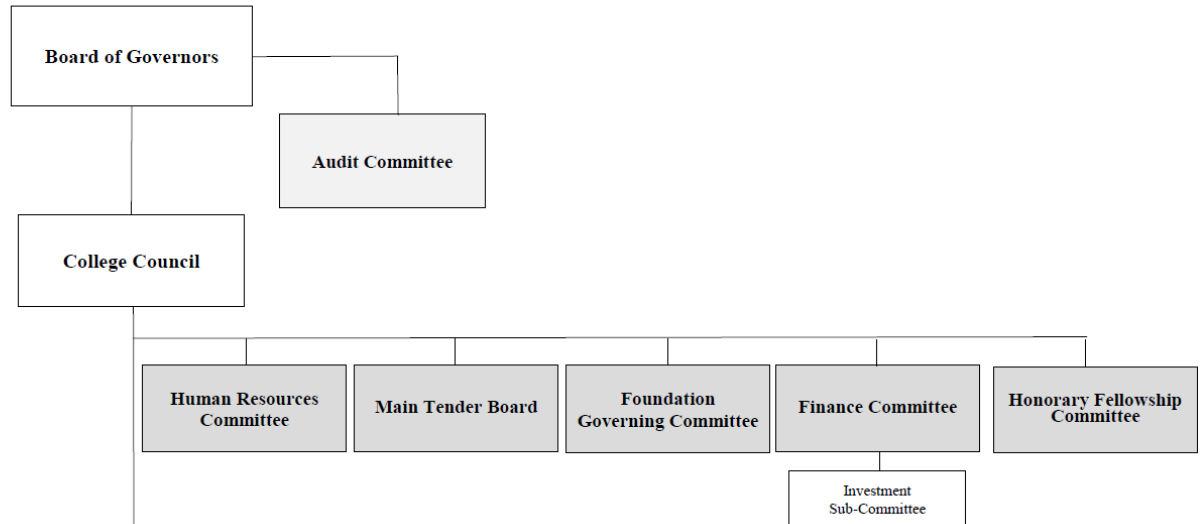 Board of Governors
Audit Committee
College Council
Human Resources
Committee
Main Tender Board
Foundation
Governing Committee
Finance Committee
Honorary Fellowship
Committee
Investment
Sub-Committee